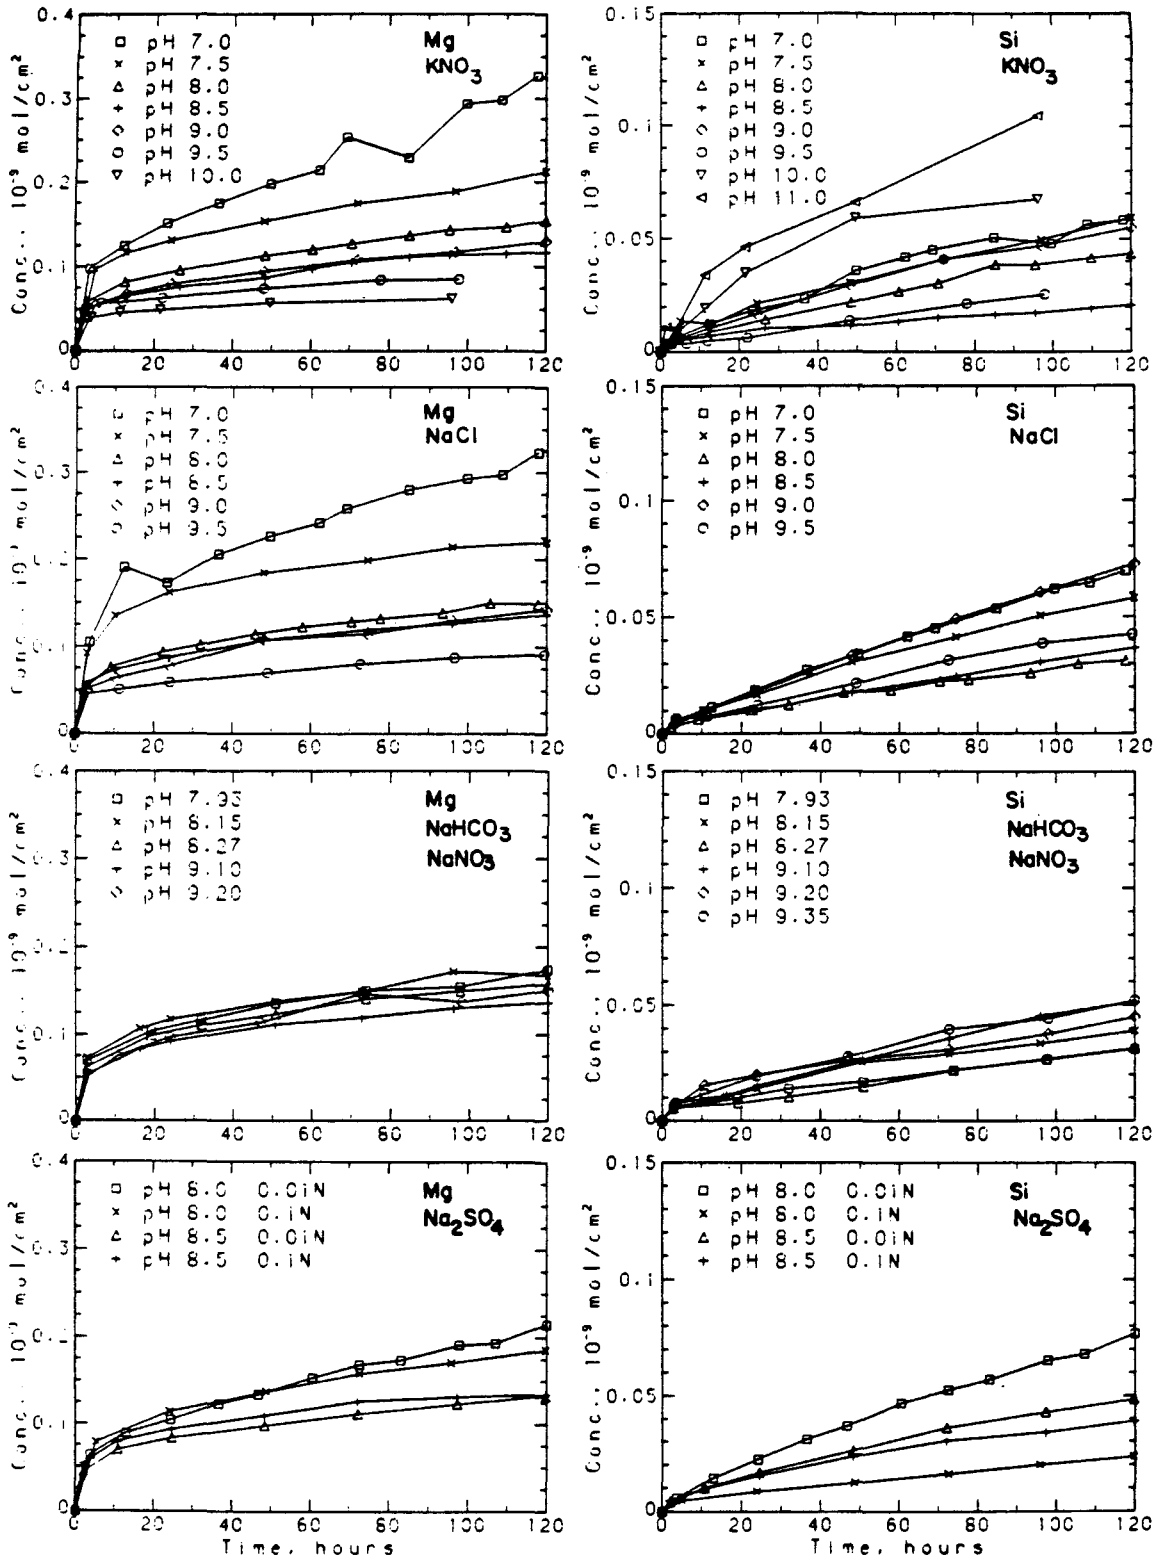 Mg
KNO3
pH 7.0
pH 7.5
pH 8.0
pH 8.5
pH 9.0
pH 9.5
pH 10.0
Conc., 10⁻⁹ mol/cm²
0.4
0.3
0.2
0.1
0
0 20 40 60 80 100 120
Si
KNO3
pH 7.0
pH 7.5
pH 8.0
pH 8.5
pH 9.0
pH 9.5
pH 10.0
pH 11.0
Conc., 10⁻⁹ mol/cm²
0.15
0.1
0.05
0
0 20 40 60 80 100 120
Mg
NaCl
pH 7.0
pH 7.5
pH 8.0
pH 8.5
pH 9.0
pH 9.5
Conc., mol/cm²
0.4
0.3
0.2
0.1
0
0 20 40 60 80 100 120
Si
NaCl
pH 7.0
pH 7.5
pH 8.0
pH 8.5
pH 9.0
pH 9.5
Conc., 10⁻⁹ mol/cm²
0.15
0.1
0.05
0
0 20 40 60 80 100 120
Mg
NaHCO3
NaNO3
pH 7.93
pH 8.15
pH 8.27
pH 9.10
pH 9.20
Conc., 10⁻⁹ mol/cm²
0.4
0.3
0.2
0.1
0
0 20 40 60 80 100 120
Si
NaHCO3
NaNO3
pH 7.93
pH 8.15
pH 8.27
pH 9.10
pH 9.20
pH 9.35
Conc., 10⁻⁹ mol/cm²
0.15
0.1
0.05
0
0 20 40 60 80 100 120
Mg
Na2SO4
pH 8.0 0.01N
pH 8.0 0.1N
pH 8.5 0.01N
pH 8.5 0.1N
Conc., mol/cm²
0.4
0.3
0.2
0.1
0
0 20 40 60 80 100 120
Time, hours
Si
Na2SO4
pH 8.0 0.01N
pH 8.0 0.1N
pH 8.5 0.01N
pH 8.5 0.1N
Conc., 10⁻⁹ mol/cm²
0.15
0.1
0.05
0
0 20 40 60 80 100 120
Time, hours